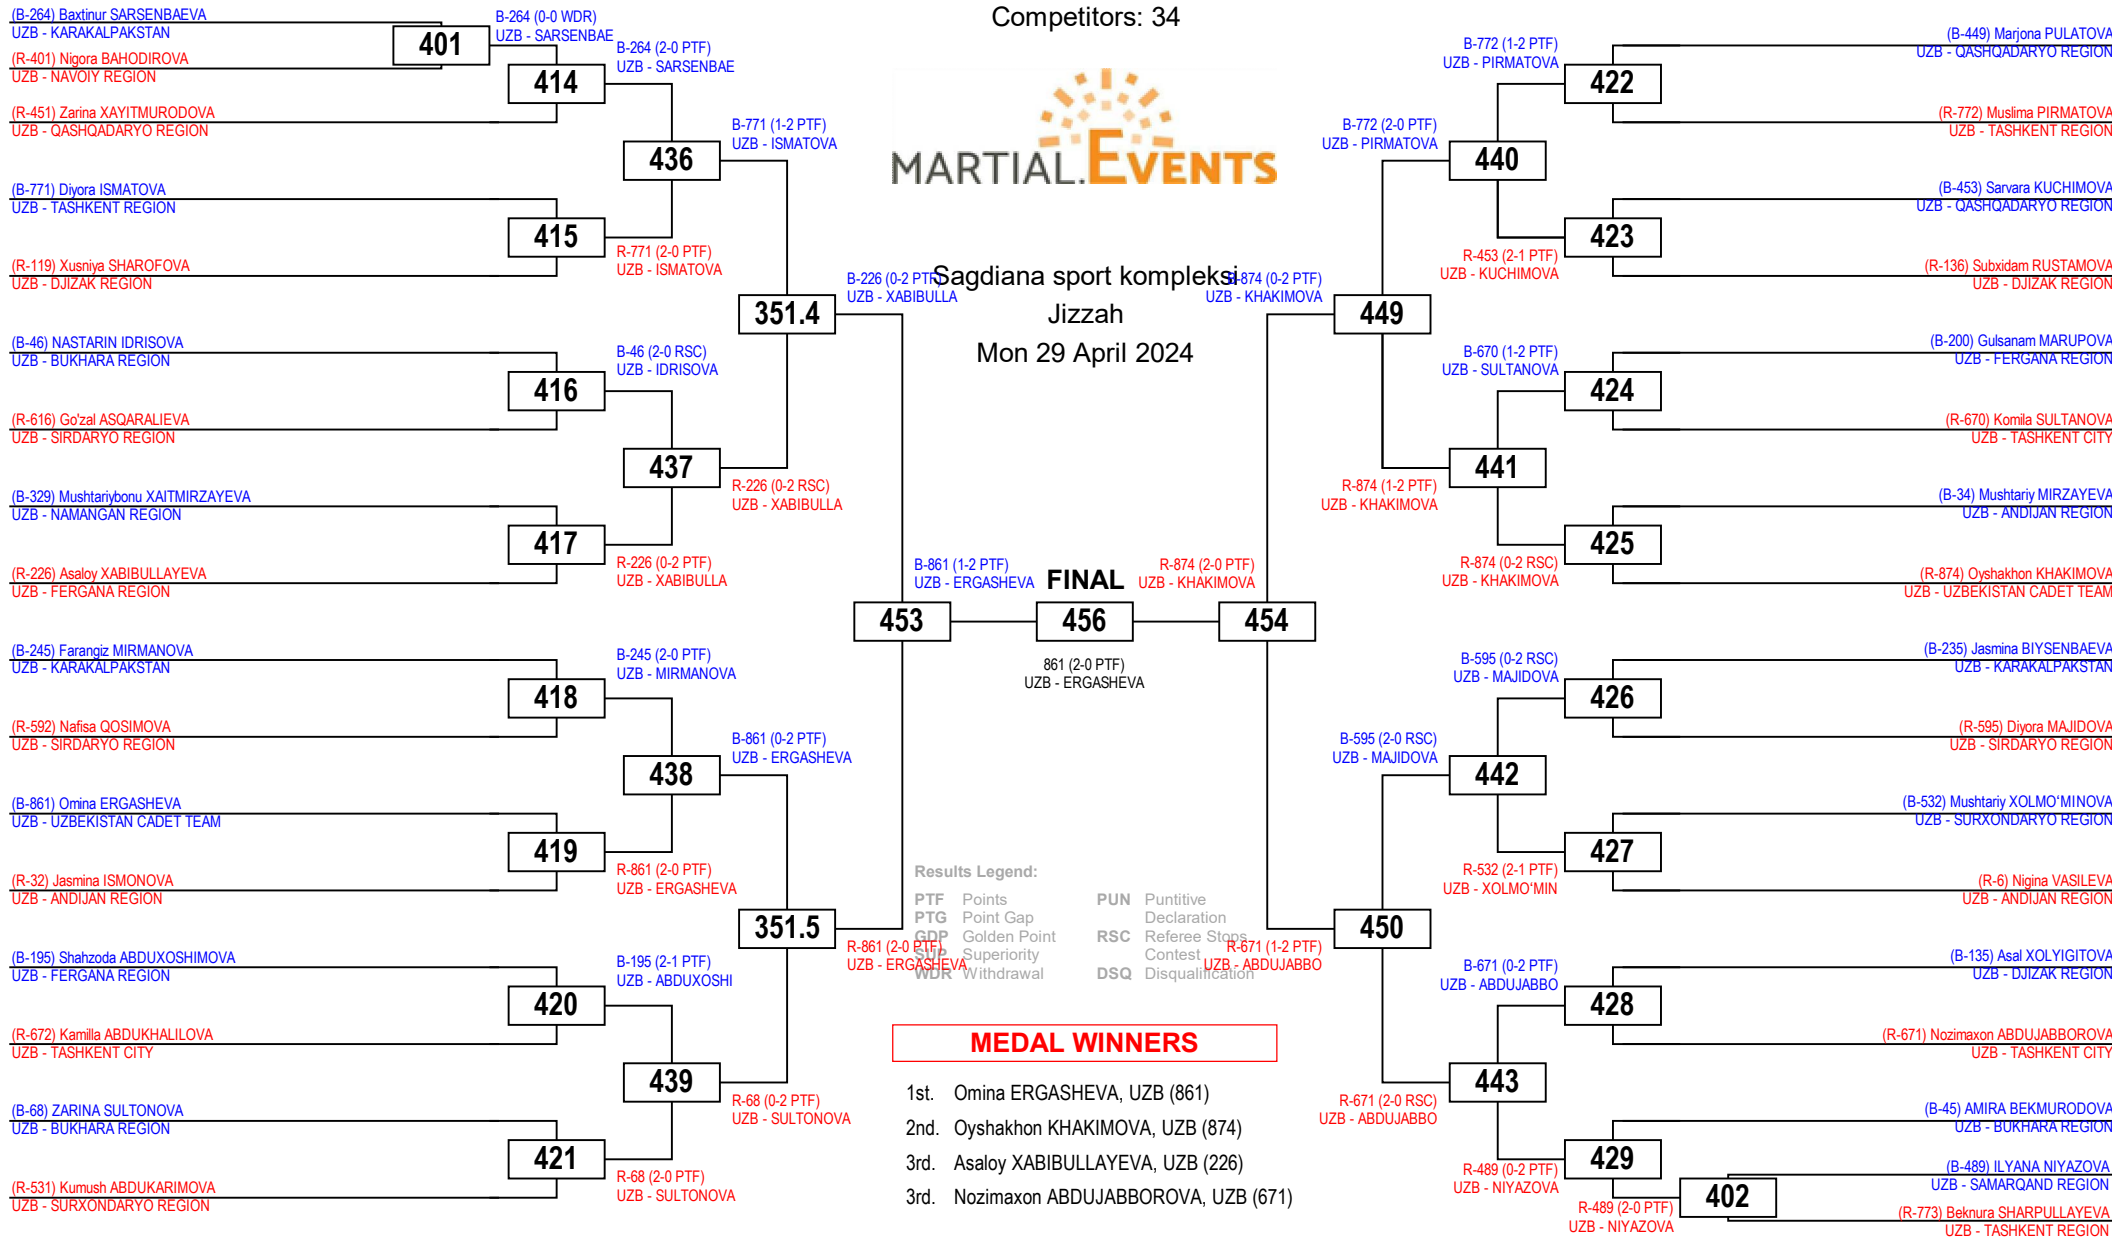 Competitors: 34
MARTIAL.EVENTS
Sagdiana sport kompleksi
Jizzah
Mon 29 April 2024
(B-264) Baxtinur SARSENBAEVA
UZB - KARAKALPAKSTAN
(R-401) Nigora BAHODIROVA
UZB - NAVOIY REGION
(R-451) Zarina XAYITMURODOVA
UZB - QASHQADARYO REGION
(B-771) Diyora ISMATOVA
UZB - TASHKENT REGION
(R-119) Xusniya SHAROFOVA
UZB - DJIZAK REGION
(B-46) NASTARIN IDRISOVA
UZB - BUKHARA REGION
(R-616) Go'zal ASQARALIEVA
UZB - SIRDARYO REGION
(B-329) Mushtariybonu XAITMIRZAYEVA
UZB - NAMANGAN REGION
(R-226) Asaloy XABIBULLAYEVA
UZB - FERGANA REGION
(B-245) Farangiz MIRMANOVA
UZB - KARAKALPAKSTAN
(R-592) Nafisa QOSIMOVA
UZB - SIRDARYO REGION
(B-861) Omina ERGASHEVA
UZB - UZBEKISTAN CADET TEAM
(R-32) Jasmina ISMONOVA
UZB - ANDIJAN REGION
(B-195) Shahzoda ABDUXOSHIMOVA
UZB - FERGANA REGION
(R-672) Kamilla ABDUKHALILOVA
UZB - TASHKENT CITY
(B-68) ZARINA SULTONOVA
UZB - BUKHARA REGION
(R-531) Kumush ABDUKARIMOVA
UZB - SURXONDARYO REGION
401
B-264 (0-0 WDR)
UZB - SARSENBAE
414
415
416
417
418
419
420
421
B-264 (2-0 PTF)
UZB - SARSENBAE
R-771 (2-0 PTF)
UZB - ISMATOVA
B-46 (2-0 RSC)
UZB - IDRISOVA
R-226 (0-2 PTF)
UZB - XABIBULLA
B-245 (2-0 PTF)
UZB - MIRMANOVA
R-861 (2-0 PTF)
UZB - ERGASHEVA
B-195 (2-1 PTF)
UZB - ABDUXOSHI
R-68 (2-0 PTF)
UZB - SULTONOVA
436
437
438
439
B-771 (1-2 PTF)
UZB - ISMATOVA
R-226 (0-2 RSC)
UZB - XABIBULLA
B-861 (0-2 PTF)
UZB - ERGASHEVA
R-68 (0-2 PTF)
UZB - SULTONOVA
351.4
351.5
B-226 (0-2 PTF)
UZB - XABIBULLA
R-861 (2-0 PTF)
UZB - ERGASHEVA
453
B-861 (1-2 PTF)
UZB - ERGASHEVA
FINAL
456
861 (2-0 PTF)
UZB - ERGASHEVA
R-874 (2-0 PTF)
UZB - KHAKIMOVA
454
B-874 (0-2 PTF)
UZB - KHAKIMOVA
R-671 (1-2 PTF)
UZB - ABDUJABBO
449
450
B-772 (2-0 PTF)
UZB - PIRMATOVA
R-874 (1-2 PTF)
UZB - KHAKIMOVA
B-595 (2-0 RSC)
UZB - MAJIDOVA
R-671 (2-0 RSC)
UZB - ABDUJABBO
440
441
442
443
B-772 (1-2 PTF)
UZB - PIRMATOVA
R-453 (2-1 PTF)
UZB - KUCHIMOVA
B-670 (1-2 PTF)
UZB - SULTANOVA
R-874 (0-2 RSC)
UZB - KHAKIMOVA
B-595 (0-2 RSC)
UZB - MAJIDOVA
R-532 (2-1 PTF)
UZB - XOLMO‘MIN
B-671 (0-2 PTF)
UZB - ABDUJABBO
R-489 (0-2 PTF)
UZB - NIYAZOVA
422
423
424
425
426
427
428
429
R-489 (2-0 PTF)
UZB - NIYAZOVA
402
(B-449) Marjona PULATOVA
UZB - QASHQADARYO REGION
(R-772) Muslima PIRMATOVA
UZB - TASHKENT REGION
(B-453) Sarvara KUCHIMOVA
UZB - QASHQADARYO REGION
(R-136) Subxidam RUSTAMOVA
UZB - DJIZAK REGION
(B-200) Gulsanam MARUPOVA
UZB - FERGANA REGION
(R-670) Komila SULTANOVA
UZB - TASHKENT CITY
(B-34) Mushtariy MIRZAYEVA
UZB - ANDIJAN REGION
(R-874) Oyshakhon KHAKIMOVA
UZB - UZBEKISTAN CADET TEAM
(B-235) Jasmina BIYSENBAEVA
UZB - KARAKALPAKSTAN
(R-595) Diyora MAJIDOVA
UZB - SIRDARYO REGION
(B-532) Mushtariy XOLMO‘MINOVA
UZB - SURXONDARYO REGION
(R-6) Nigina VASILEVA
UZB - ANDIJAN REGION
(B-135) Asal XOLYIGITOVA
UZB - DJIZAK REGION
(R-671) Nozimaxon ABDUJABBOROVA
UZB - TASHKENT CITY
(B-45) AMIRA BEKMURODOVA
UZB - BUKHARA REGION
(B-489) ILYANA NIYAZOVA
UZB - SAMARQAND REGION
(R-773) Beknura SHARPULLAYEVA
UZB - TASHKENT REGION
Results Legend:
PTF Points
PTG Point Gap
GDP Golden Point
SUP Superiority
WDR Withdrawal
PUN Puntitive
Declaration
RSC Referee Stops
Contest
DSQ Disqualification
MEDAL WINNERS
1st. Omina ERGASHEVA, UZB (861)
2nd. Oyshakhon KHAKIMOVA, UZB (874)
3rd. Asaloy XABIBULLAYEVA, UZB (226)
3rd. Nozimaxon ABDUJABBOROVA, UZB (671)